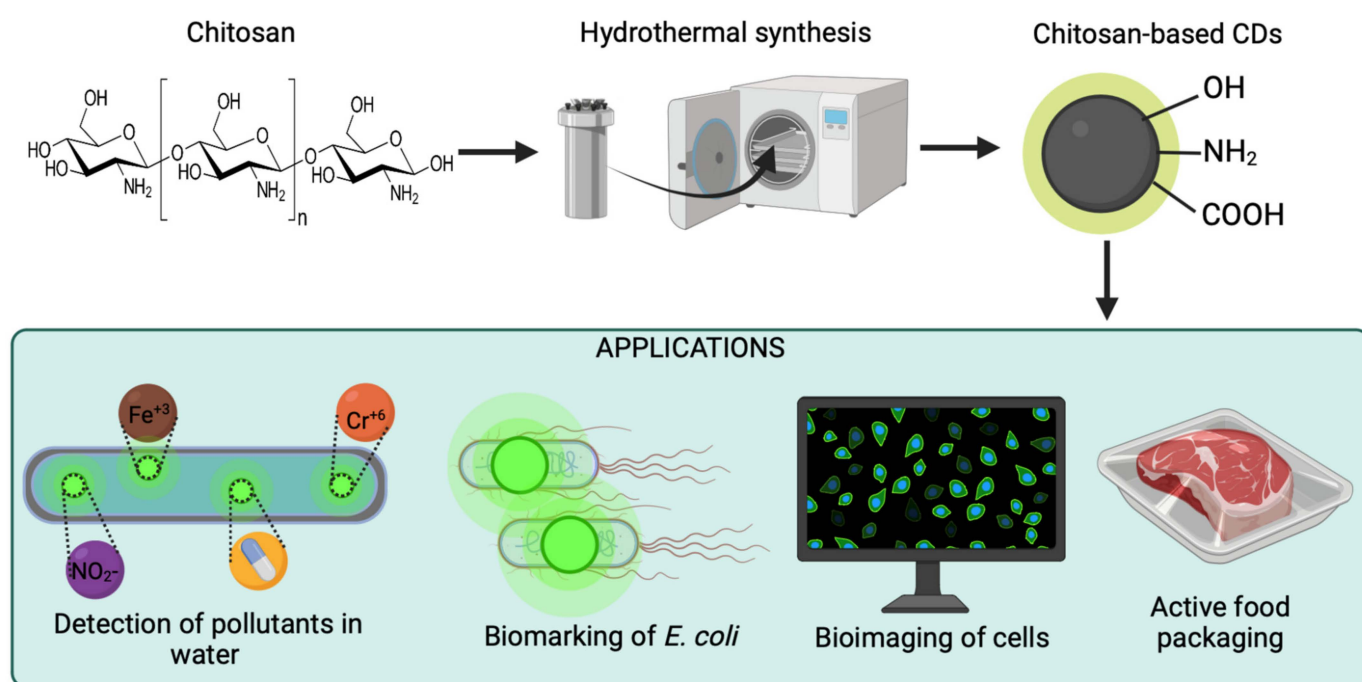 Chitosan
Hydrothermal synthesis
Chitosan-based CDs
OH
OH
OH
HO
HO
O
NH₂
O
O
HO
NH₂
n
O
O
HO
NH₂
OH
OH
NH₂
COOH
APPLICATIONS
Fe⁺³
Cr⁺⁶
NO₂-
Detection of pollutants in
water
Biomarking of E. coli
Bioimaging of cells
Active food
packaging